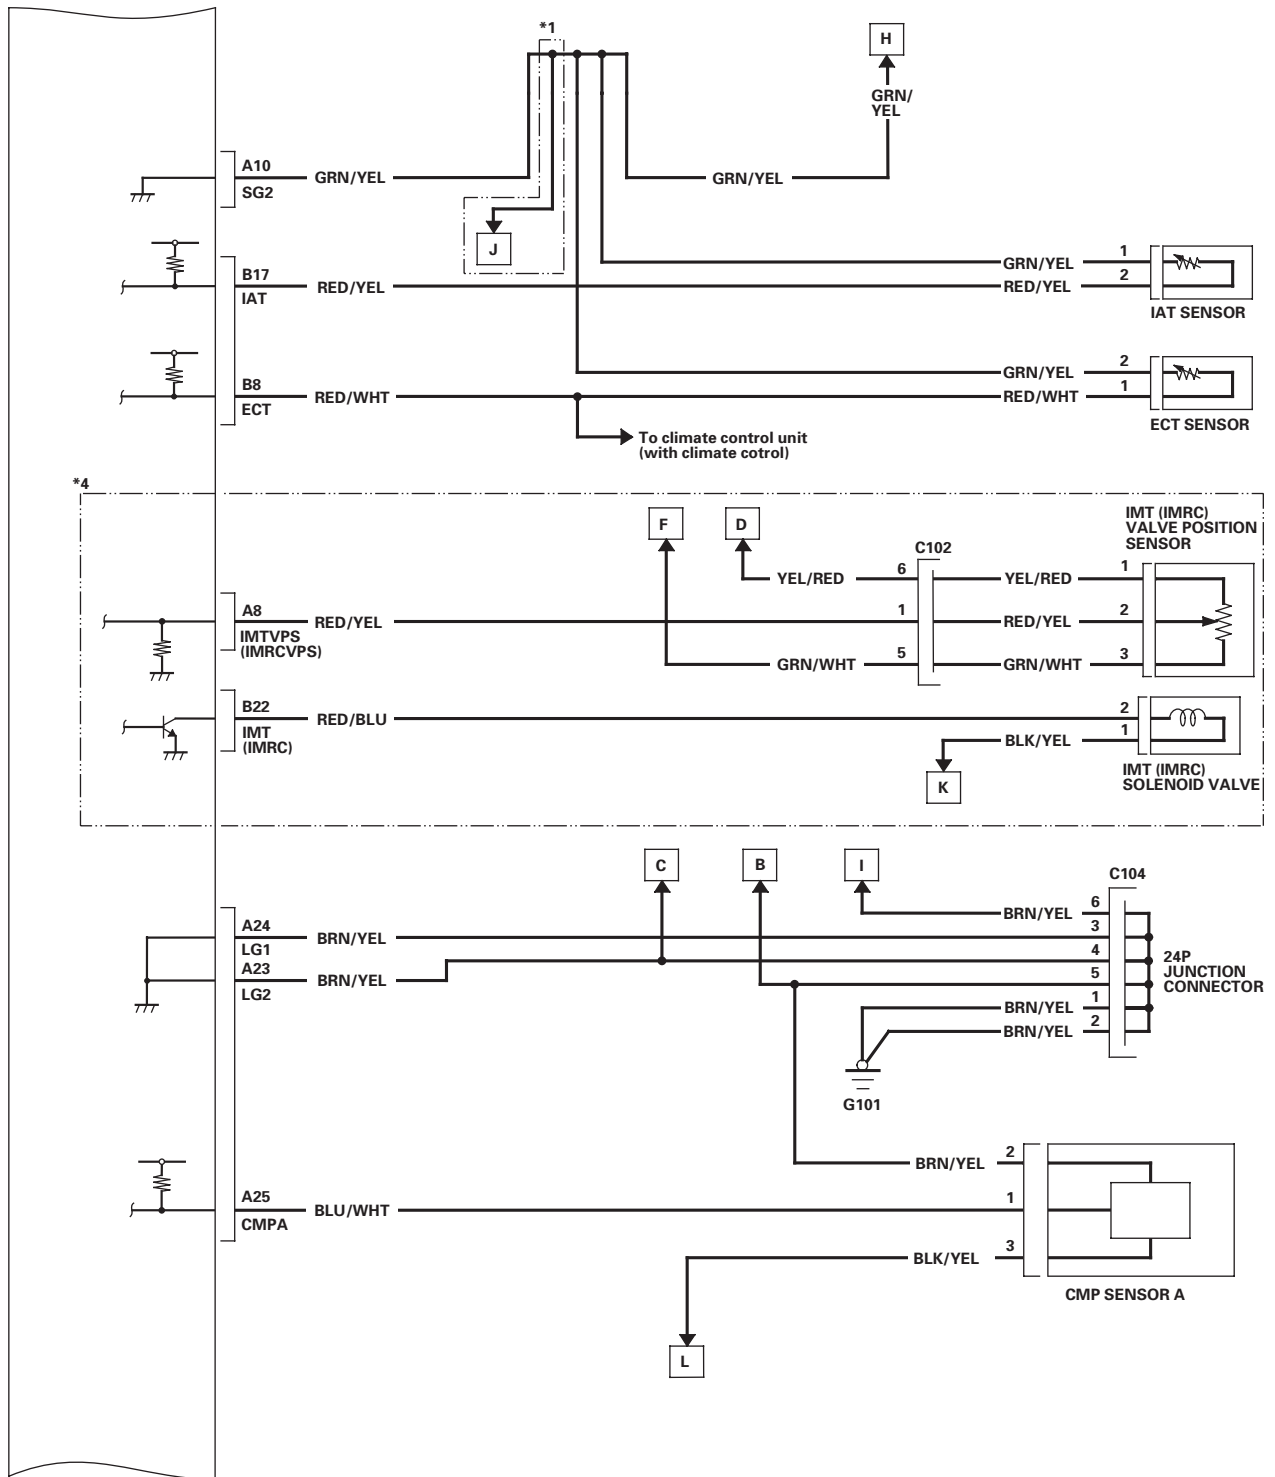 *1
H
GRN/
YEL
A10
SG2
GRN/YEL
GRN/YEL
J
B17
IAT
RED/YEL
GRN/YEL
1
RED/YEL
2
IAT SENSOR
B8
ECT
RED/WHT
GRN/YEL
2
RED/WHT
1
ECT SENSOR
To climate control unit
(with climate cotrol)
*4
F
D
C102
IMT (IMRC)
VALVE POSITION
SENSOR
YEL/RED
6
YEL/RED
1
A8
IMTVPS
(IMRCVPS)
RED/YEL
1
RED/YEL
2
GRN/WHT
5
GRN/WHT
3
B22
IMT
(IMRC)
RED/BLU
2
BLK/YEL
1
K
IMT (IMRC)
SOLENOID VALVE
C
B
I
C104
BRN/YEL
6
A24
LG1
BRN/YEL
3
A23
LG2
BRN/YEL
4
5
24P
JUNCTION
CONNECTOR
BRN/YEL
1
BRN/YEL
2
G101
BRN/YEL
2
A25
CMPA
BLU/WHT
1
BLK/YEL
3
CMP SENSOR A
L